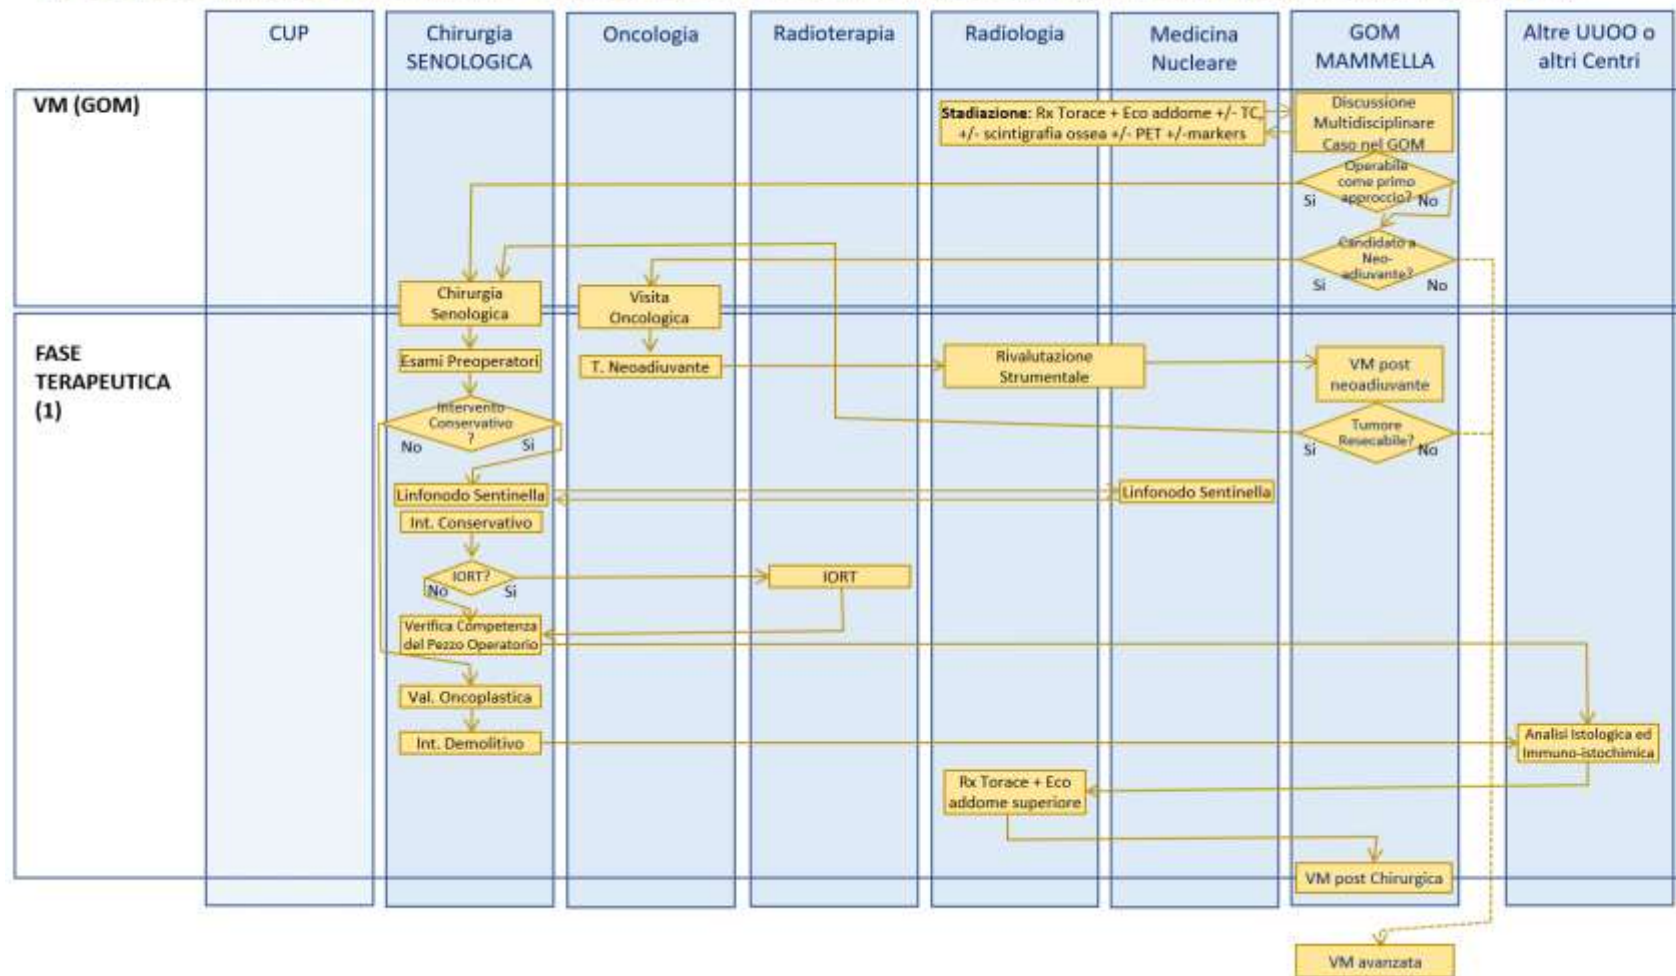 CUP
Chirurgia
SENOLOGICA
Oncologia
Radioterapia
Radiologia
Medicina
Nucleare
GOM
MAMMELLA
Altre UUOO o
altri Centri
VM (GOM)
Stadiazione: Rx Torace + Eco addome +/- TC,
+/- scintigrafia ossea +/- PET +/-markers
Discussione
Multidisciplinare
Caso nel GOM
Operabile
come primo
approccio?
Si
No
Candidato a
Neo-
adiuvante?
Si
No
Chirurgia
Senologica
Visita
Oncologica
FASE
TERAPEUTICA
(1)
Esami Preoperatori
T. Neoadiuvante
Rivalutazione
Strumentale
VM post
neoadiuvante
Intervento
Conservativo
?
No
Si
Tumore
Resecabile?
Si
No
Linfonodo Sentinella
Linfonodo Sentinella
Int. Conservativo
IORT?
No
Si
IORT
Verifica Competenza
del Pezzo Operatorio
Val. Oncoplastica
Int. Demolitivo
Analisi Istologica ed
Immuno-istochimica
Rx Torace + Eco
addome superiore
VM post Chirurgica
VM avanzata